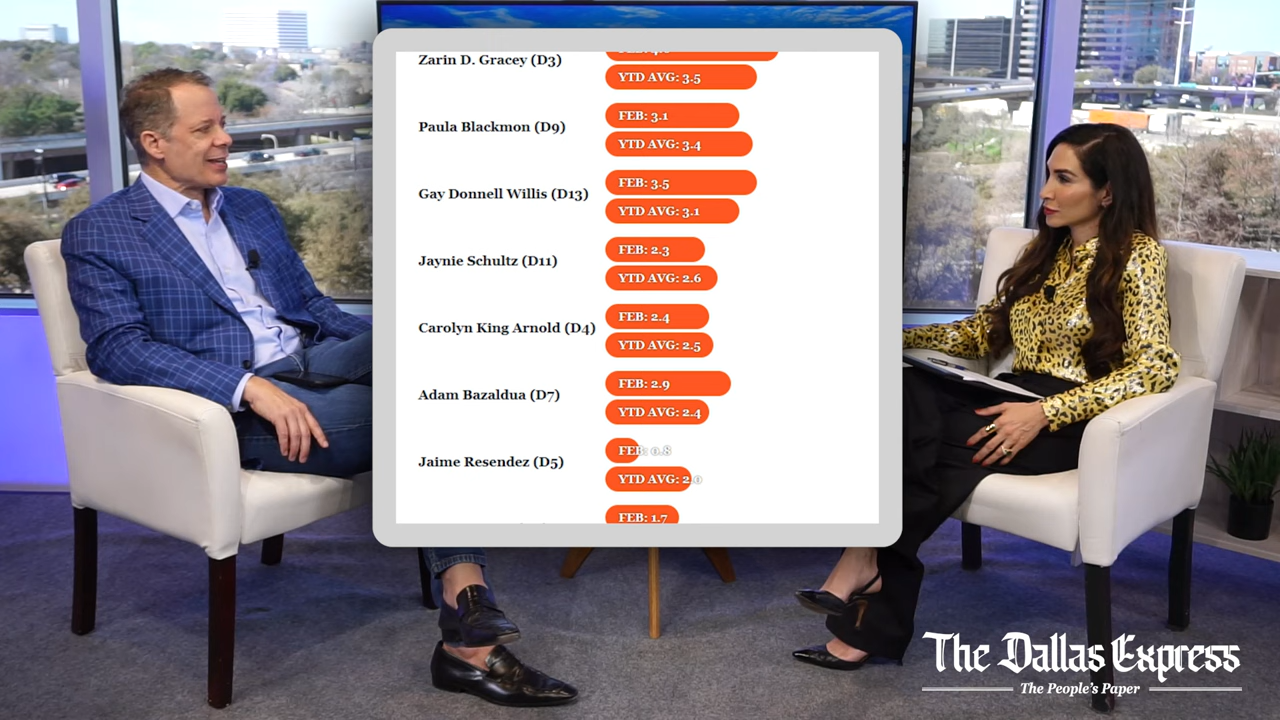 Zarin D. Gracey (D3)
YTD AVG: 3.5
Paula Blackmon (D9)
FEB: 3.1
YTD AVG: 3.4
Gay Donnell Willis (D13)
FEB: 3.5
YTD AVG: 3.1
Jaynie Schultz (D11)
FEB: 2.3
YTD AVG: 2.6
Carolyn King Arnold (D4)
FEB: 2.4
YTD AVG: 2.5
Adam Bazaldua (D7)
FEB: 2.9
YTD AVG: 2.4
Jaime Resendez (D5)
FEB: 0.8
YTD AVG: 2.0
FEB: 1.7
The Dallas Express
The People's Paper